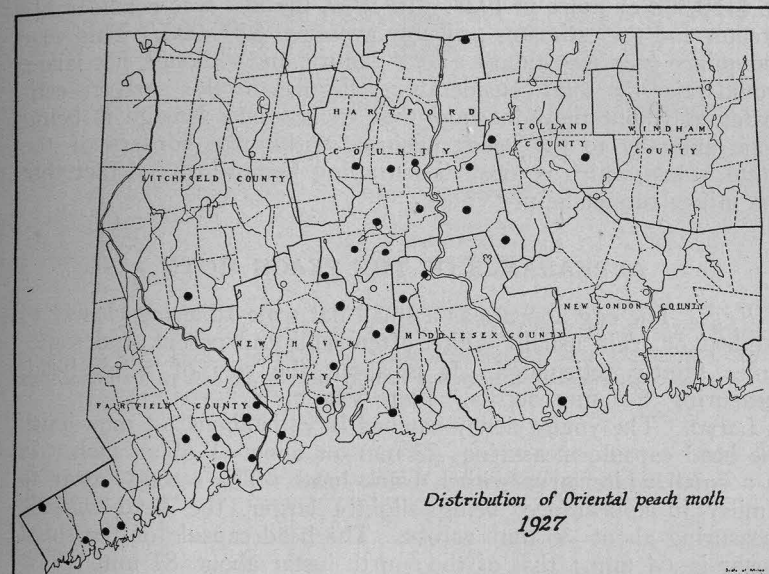 HARTFORD
COUNTY
TOLLAND
COUNTY
WINDHAM
COUNTY
LITCHFIELD COUNTY
NEW LONDON COUNTY
NEW HAVEN
COUNTY
MIDDLESEX COUNTY
FAIRFIELD COUNTY
Distribution of Oriental peach moth
1927